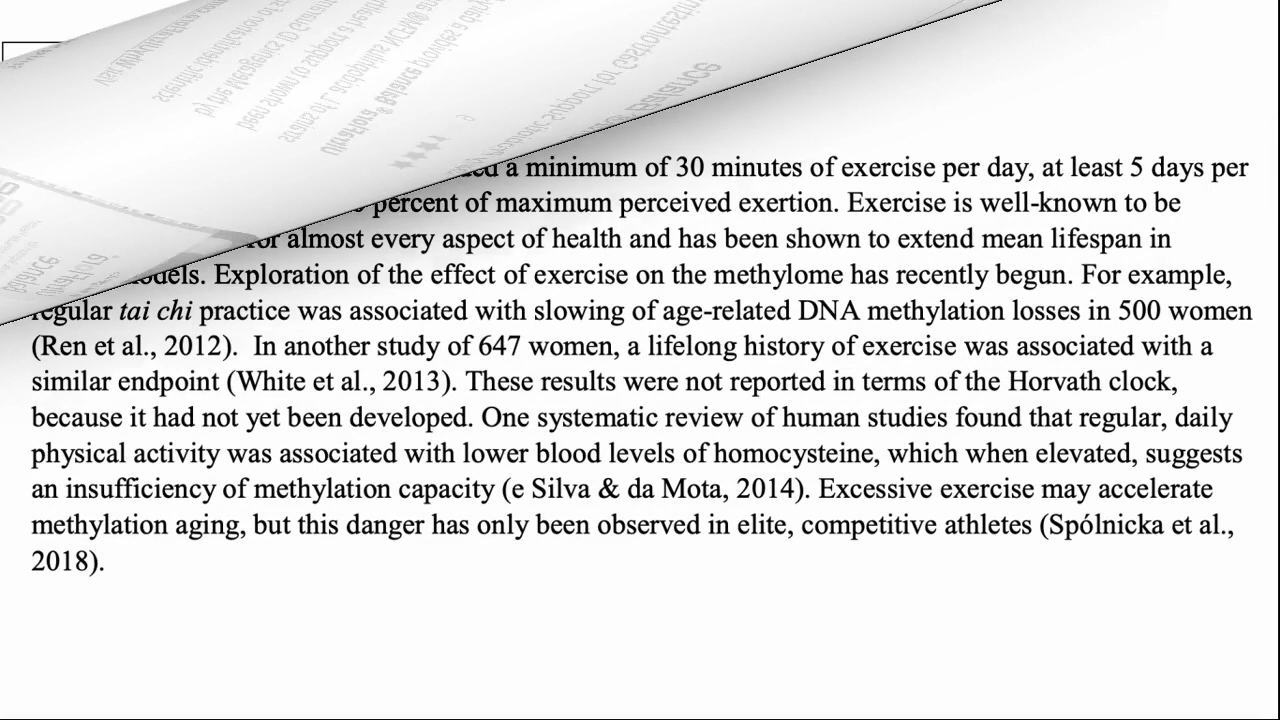 a minimum of 30 minutes of exercise per day, at least 5 days per
percent of maximum perceived exertion. Exercise is well-known to be
for almost every aspect of health and has been shown to extend mean lifespan in
Exploration of the effect of exercise on the methylome has recently begun. For example,
regular tai chi practice was associated with slowing of age-related DNA methylation losses in 500 women
(Ren et al., 2012).  In another study of 647 women, a lifelong history of exercise was associated with a
similar endpoint (White et al., 2013). These results were not reported in terms of the Horvath clock,
because it had not yet been developed. One systematic review of human studies found that regular, daily
physical activity was associated with lower blood levels of homocysteine, which when elevated, suggests
an insufficiency of methylation capacity (e Silva & da Mota, 2014). Excessive exercise may accelerate
methylation aging, but this danger has only been observed in elite, competitive athletes (Spólnicka et al.,
2018).